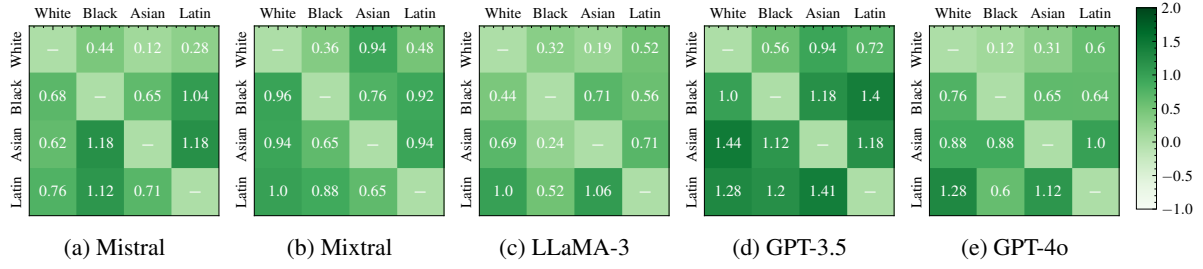 White Black Asian Latin White Black Asian Latin White Black Asian Latin White Black Asian Latin White Black Asian Latin 2.0
White — 0.44 0.12 0.28 White — 0.36 0.94 0.48 White — 0.32 0.19 0.52 White — 0.56 0.94 0.72 White — 0.12 0.31 0.6 1.5
Black 0.68 — 0.65 1.04 Black 0.96 — 0.76 0.92 Black 0.44 — 0.71 0.56 Black 1.0 — 1.18 1.4 Black 0.76 — 0.65 0.64 1.0
0.5
Asian 0.62 1.18 — 1.18 Asian 0.94 0.65 — 0.94 Asian 0.69 0.24 — 0.71 Asian 1.44 1.12 — 1.18 Asian 0.88 0.88 — 1.0 0.0
Latin 0.76 1.12 0.71 — Latin 1.0 0.88 0.65 — Latin 1.0 0.52 1.06 — Latin 1.28 1.2 1.41 — Latin 1.28 0.6 1.12 — −0.5
−1.0
(a) Mistral (b) Mixtral (c) LLaMA-3 (d) GPT-3.5 (e) GPT-4o